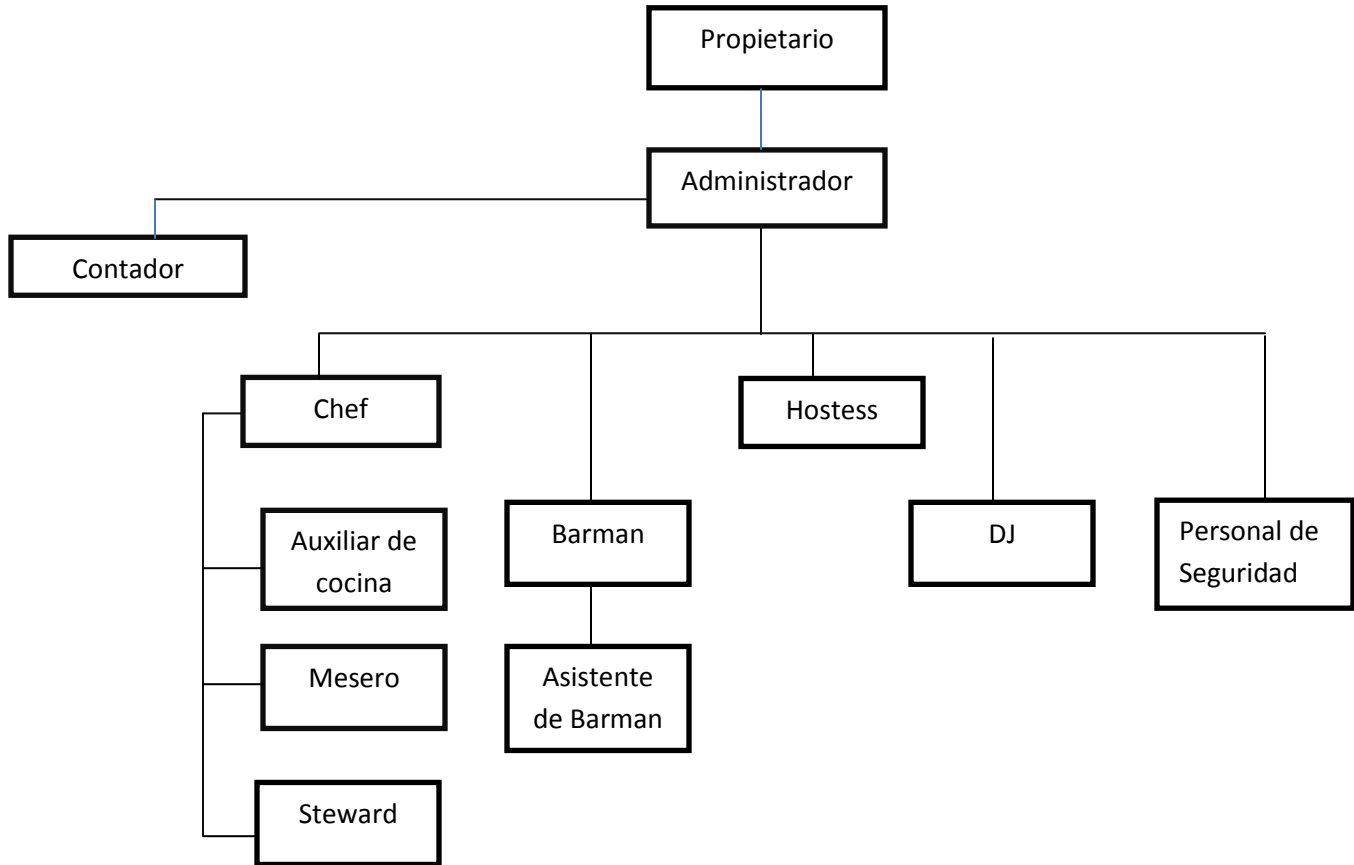 Propietario
Administrador
Contador
Chef
Hostess
Auxiliar de
cocina
Barman
DJ
Personal de
Seguridad
Mesero
Asistente
de Barman
Steward